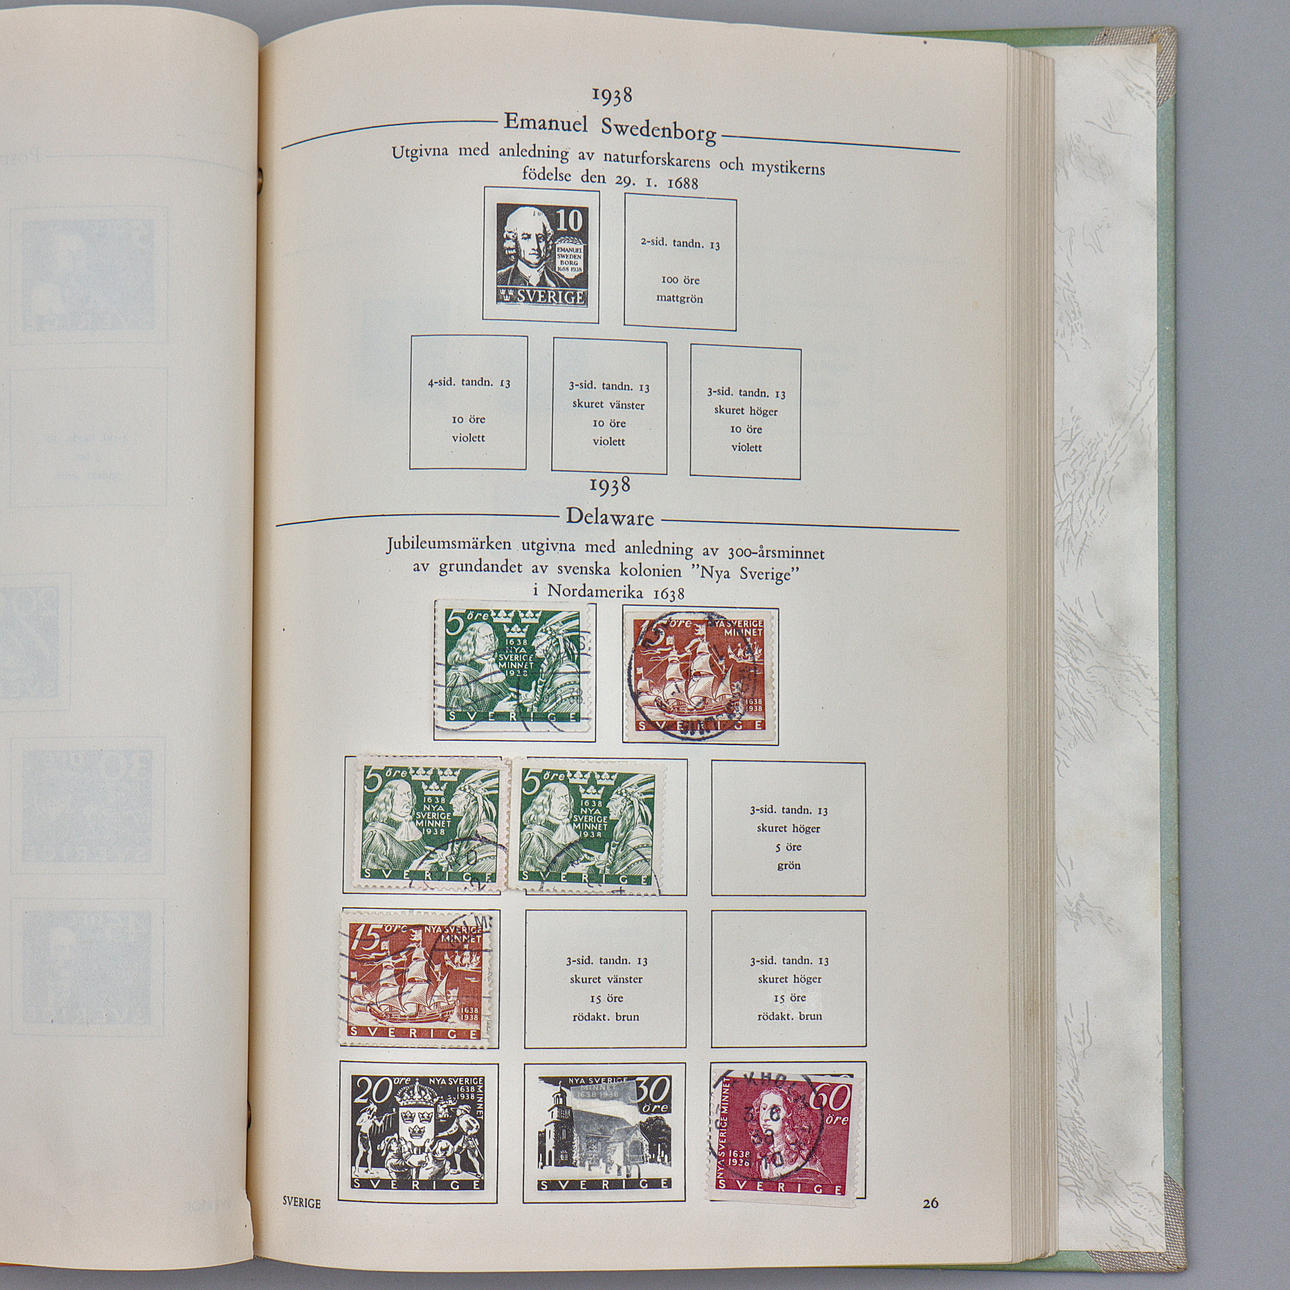 1938
Emanuel Swedenborg
Utgivna med anledning av naturforskarens och mystikerns
födelse den 29. 1. 1688
10
EMANUEL
SWEDEN
BORG
1688 1938
SVERIGE
2-sid. tandn. 13
100 öre
mattgrön
4-sid. tandn. 13
10 öre
violett
3-sid. tandn. 13
skuret vänster
10 öre
violett
3-sid. tandn. 13
skuret höger
10 öre
violett
1938
Delaware
Jubileumsmärken utgivna med anledning av 300-årsminnet
av grundandet av svenska kolonien "Nya Sverige"
i Nordamerika 1638
5 öre
1638
NYA
SVERIGE
MINNET
1938
SVERIGE
15 öre NYA SVERIGE
MINNET
1638
1938
SVERIGE
5 öre
1638
NYA
SVERIGE
MINNET
1938
SVERIGE
5 öre
1638
NYA
SVERIGE
MINNET
1938
SVERIGE
3-sid. tandn. 13
skuret höger
5 öre
grön
15 öre NYA SVERIGE
MINNET
1638
1938
SVERIGE
3-sid. tandn. 13
skuret vänster
15 öre
rödakt. brun
3-sid. tandn. 13
skuret höger
15 öre
rödakt. brun
20 öre NYA SVERIGE
MINNET
1638
1938
SVERIGE
NYA SVERIGE
MINNET
1638 1938
30 öre
SVERIGE
NYA SVERIGE MINNET
60 öre
1638
1938
SVERIGE
SVERIGE
26